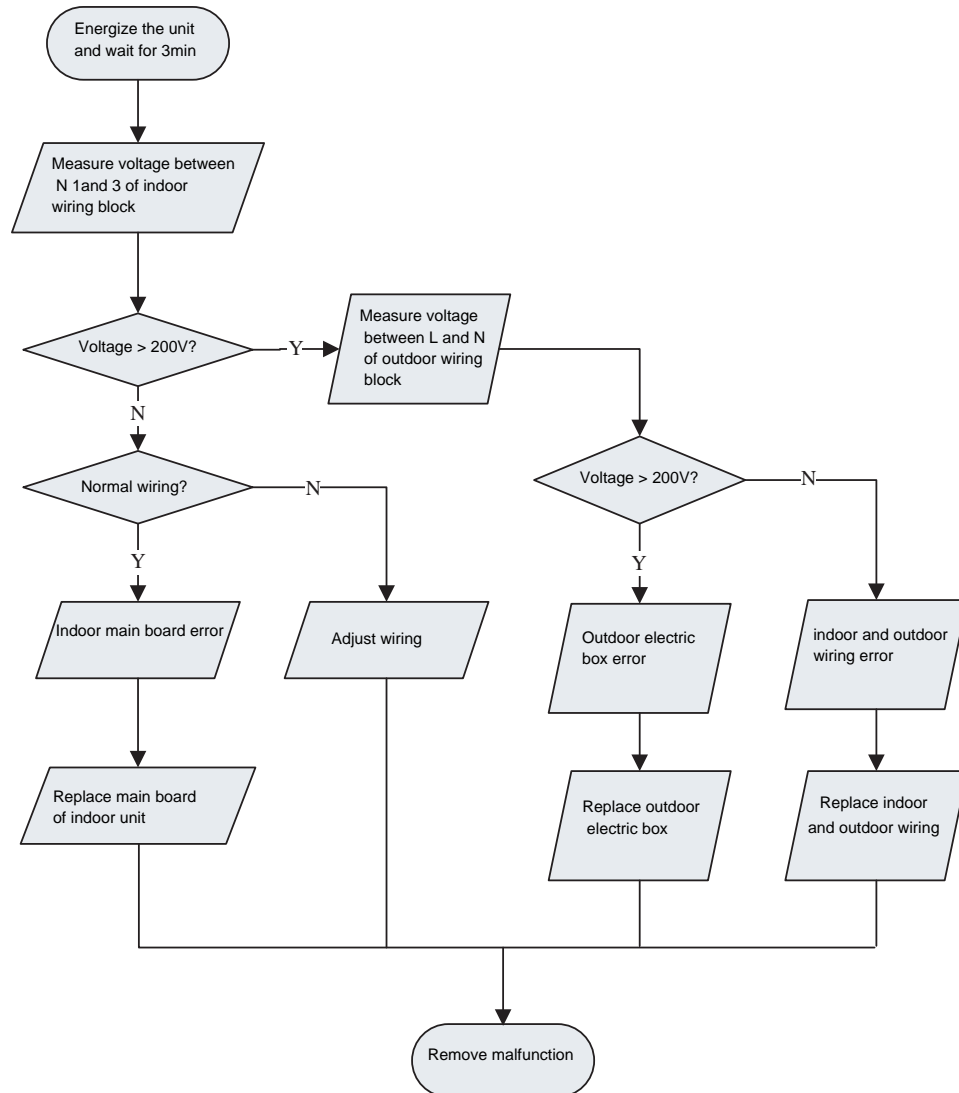 Energize the unit
and wait for 3min
Measure voltage between
N 1and 3 of indoor
wiring block
Voltage > 200V?
Y
Measure voltage
between L and N
of outdoor wiring
block
N
Normal wiring?
N
Voltage > 200V?
N
Y
Y
Indoor main board error
Adjust wiring
Outdoor electric
box error
indoor and outdoor
wiring error
Replace main board
of indoor unit
Replace outdoor
electric box
Replace indoor
and outdoor wiring
Remove malfunction